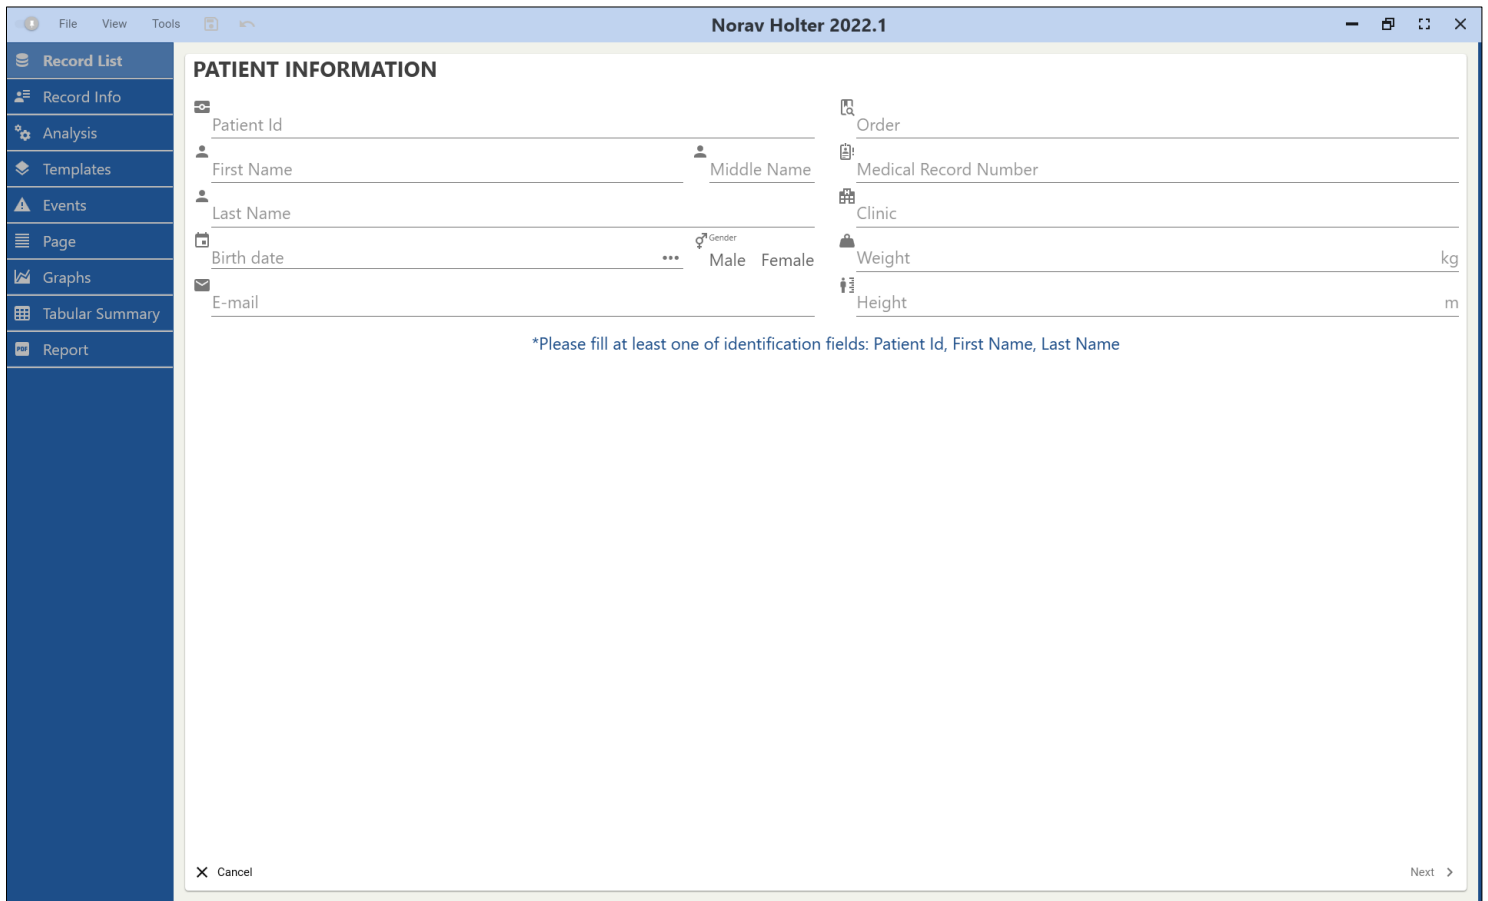 File View Tools
Norav Holter 2022.1
Record List
Record Info
Analysis
Templates
Events
Page
Graphs
Tabular Summary
PDF Report
PATIENT INFORMATION
Patient Id
First Name
Middle Name
Last Name
Birth date
Gender
Male Female
E-mail
Order
Medical Record Number
Clinic
Weight kg
Height m
*Please fill at least one of identification fields: Patient Id, First Name, Last Name
Cancel
Next